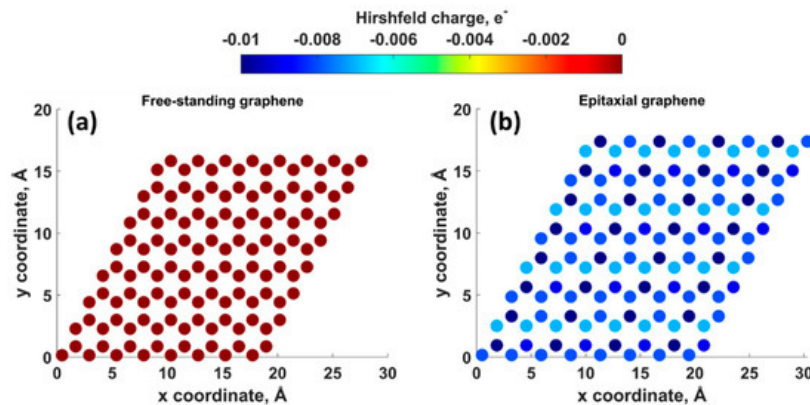 Hirshfeld charge, e⁻
-0.01 -0.008 -0.006 -0.004 -0.002 0
Free-standing graphene
(a)
20
15
10
5
0
y coordinate, Å
0 5 10 15 20 25 30
x coordinate, Å
Epitaxial graphene
(b)
20
15
10
5
0
y coordinate, Å
0 5 10 15 20 25 30
x coordinate, Å